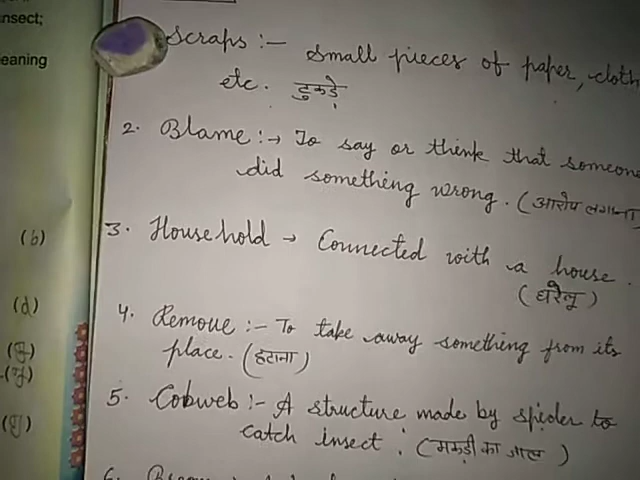 insect;
eaning
(b)
(d)
Scraps :- Small pieces of paper, cloth
etc. टुकड़े
2. Blame :→ To say or think that someone
did something wrong. (आरोप लगाना)
3. Household → Connected with a house.
(घरेलू)
4. Remove :- To take away something from its
place. (हटाना)
5. Cobweb :- A structure made by spider to
catch insect. (मकड़ी का जाल)
6.